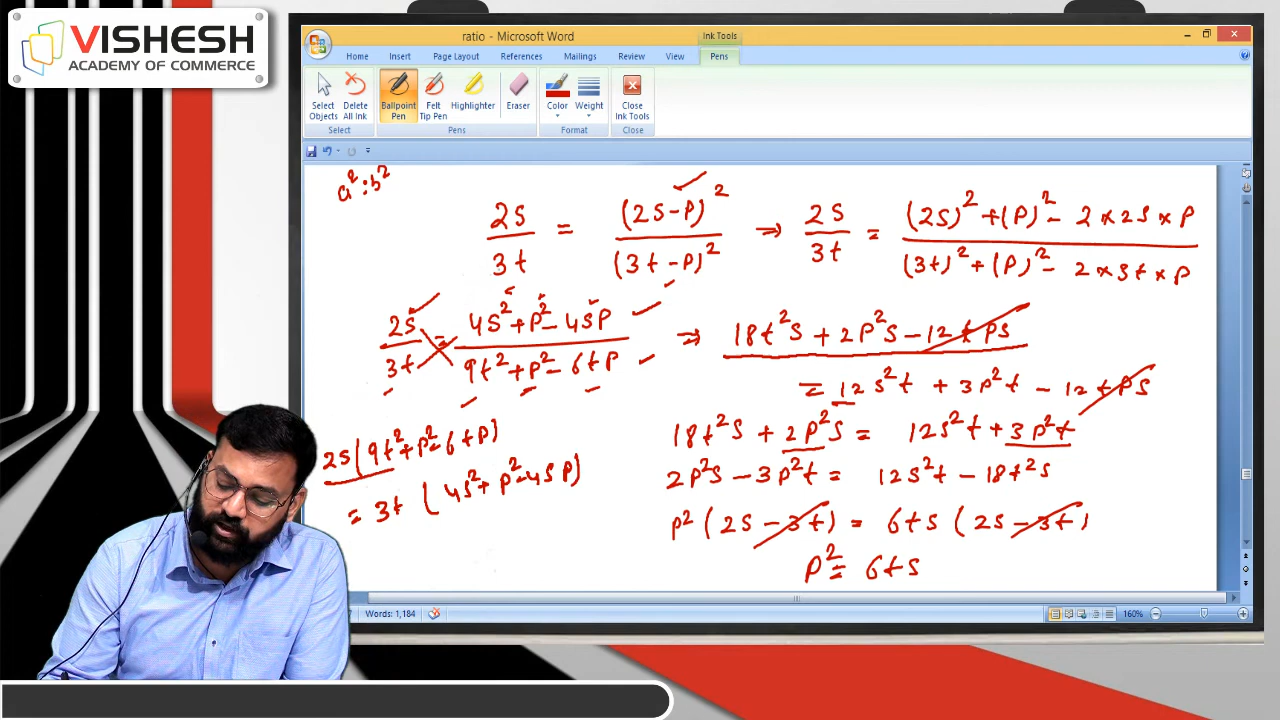 VISHESH
ACADEMY OF COMMERCE
ratio - Microsoft Word
Ink Tools
Home Insert Page Layout References Mailings Review View Pens
Select Objects
Delete All Ink
Ballpoint Pen
Felt Tip Pen
Highlighter
Eraser
Color
Weight
Close Ink Tools
Select Pens Format Close
a² : b²
2s/3t = (2s-p)²/(3t-p)² ⇒ 2s/3t = (2s)²+(p)²- 2×2s×p/(3t)²+(p)²- 2×3t×p
2s/3t = 4s²+p²-4sp/9t²+p²-6tp ⇒ 18t²s + 2p²s - 12tps
= 12s²t + 3p²t - 12tps
2s(9t²+p²-6tp)
= 3t (4s²+p²-4sp)
18t²s + 2p²s = 12s²t + 3p²t
2p²s - 3p²t = 12s²t - 18t²s
p²(2s-3t) = 6ts(2s-3t)
p² = 6ts
Words: 1,184
160%